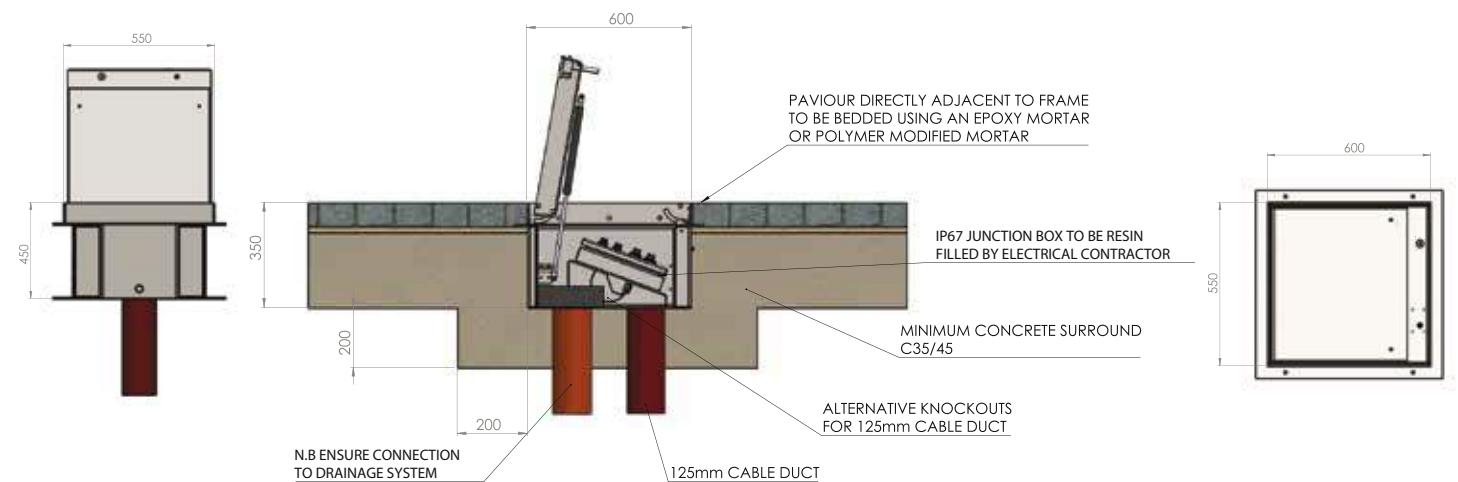 550
450
600
350
200
200
PAVIOUR DIRECTLY ADJACENT TO FRAME
TO BE BEDDED USING AN EPOXY MORTAR
OR POLYMER MODIFIED MORTAR
IP67 JUNCTION BOX TO BE RESIN
FILLED BY ELECTRICAL CONTRACTOR
MINIMUM CONCRETE SURROUND
C35/45
ALTERNATIVE KNOCKOUTS
FOR 125mm CABLE DUCT
N.B ENSURE CONNECTION
TO DRAINAGE SYSTEM
125mm CABLE DUCT
600
550